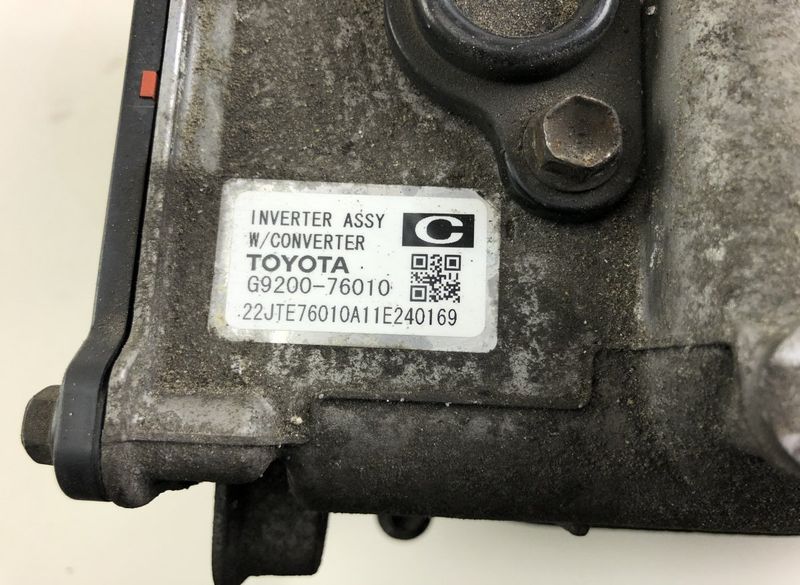 INVERTER ASSY
W/CONVERTER
C
TOYOTA
G9200-76010
22JTE76010A11E240169